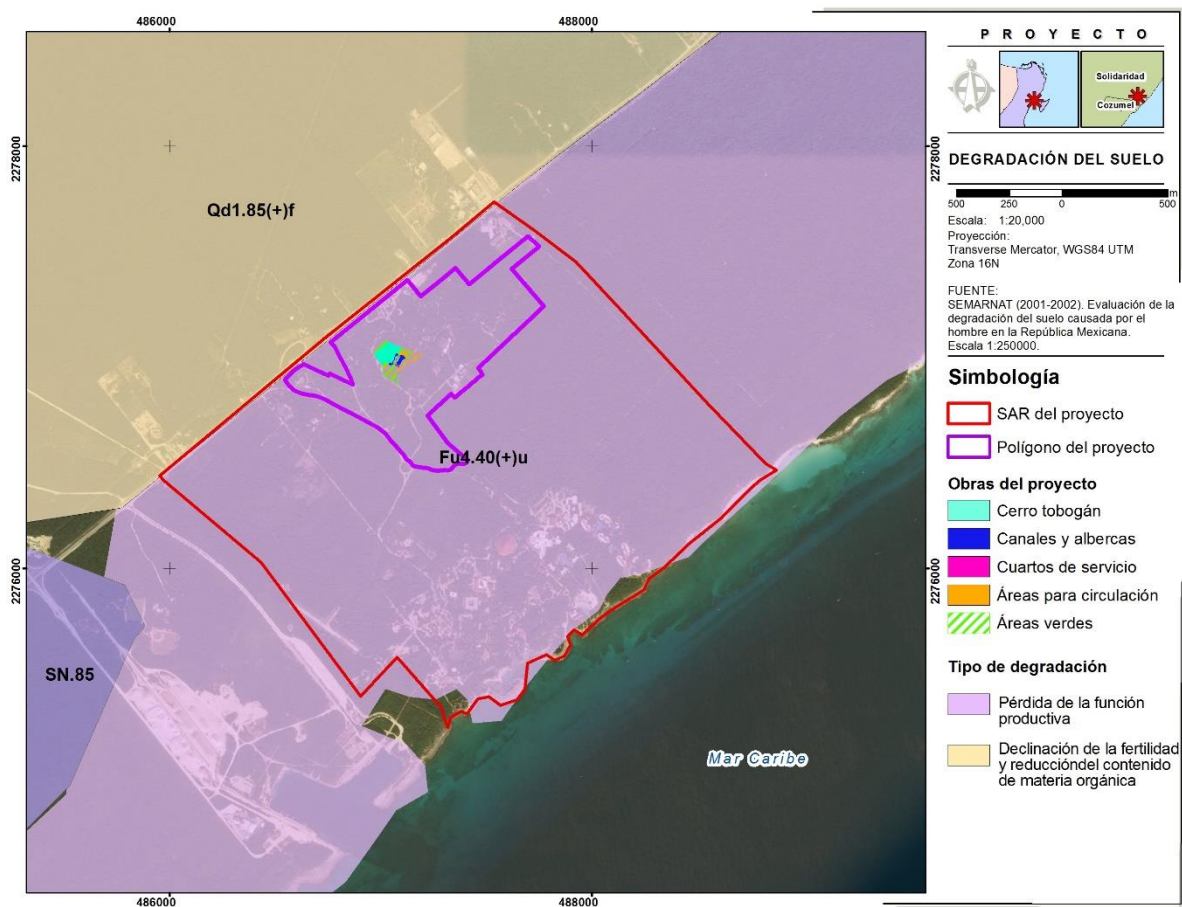 486000
488000
2278000
2278000
2276000
2276000
Qd1.85(+)f
Fu4.40(+)u
SN.85
Mar Caribe
486000
488000
P R O Y E C T O
Solidaridad
Cozumel
DEGRADACIÓN DEL SUELO
500 250 0 500 m
Escala: 1:20,000
Proyección:
Transverse Mercator, WGS84 UTM
Zona 16N
FUENTE:
SEMARNAT (2001-2002). Evaluación de la
degradación del suelo causada por el
hombre en la República Mexicana.
Escala 1:250000.
Simbología
SAR del proyecto
Polígono del proyecto
Obras del proyecto
Cerro tobogán
Canales y albercas
Cuartos de servicio
Áreas para circulación
Áreas verdes
Tipo de degradación
Pérdida de la función
productiva
Declinación de la fertilidad
y reduccióndel contenido
de materia orgánica